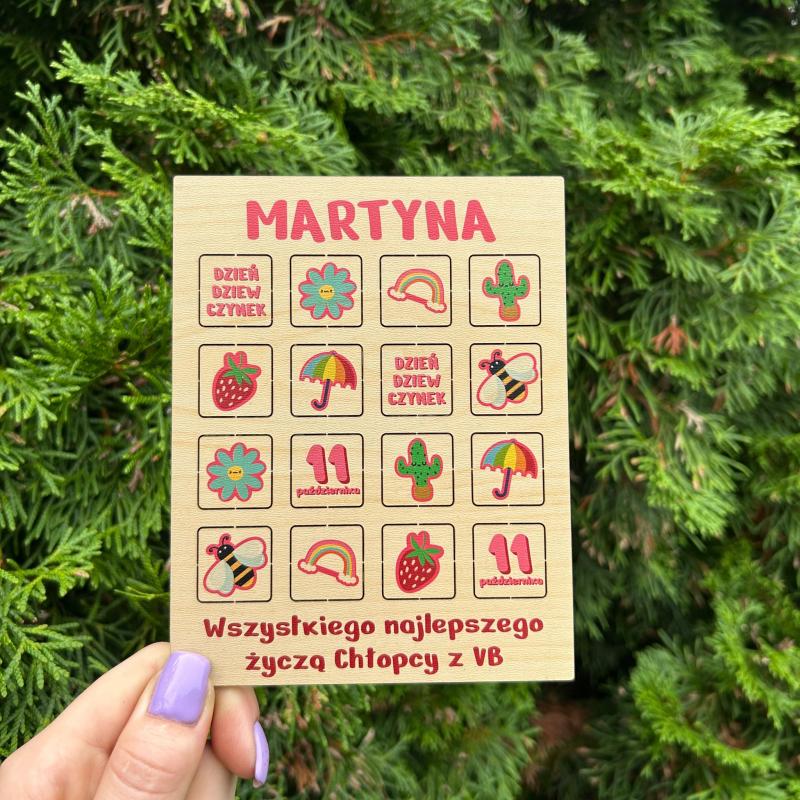 MARTYNA
DZIEŃ
DZIEW
CZYNEK
DZIEŃ
DZIEW
CZYNEK
11
października
11
października
Wszystkiego najlepszego
życzą Chłopcy z VB